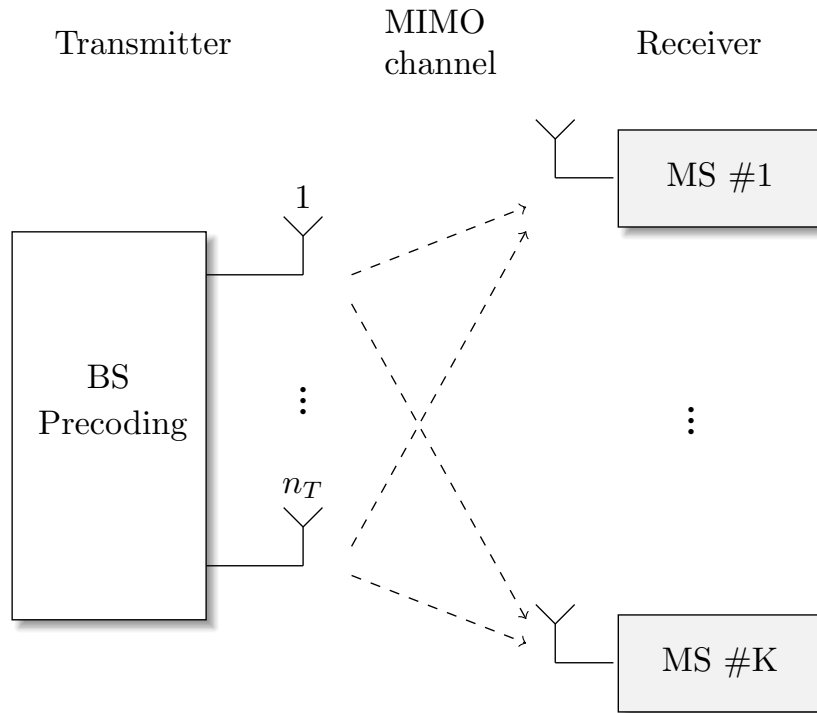 Transmitter
MIMO
channel
Receiver
MS #1
1
BS
Precoding
n_T
MS #K